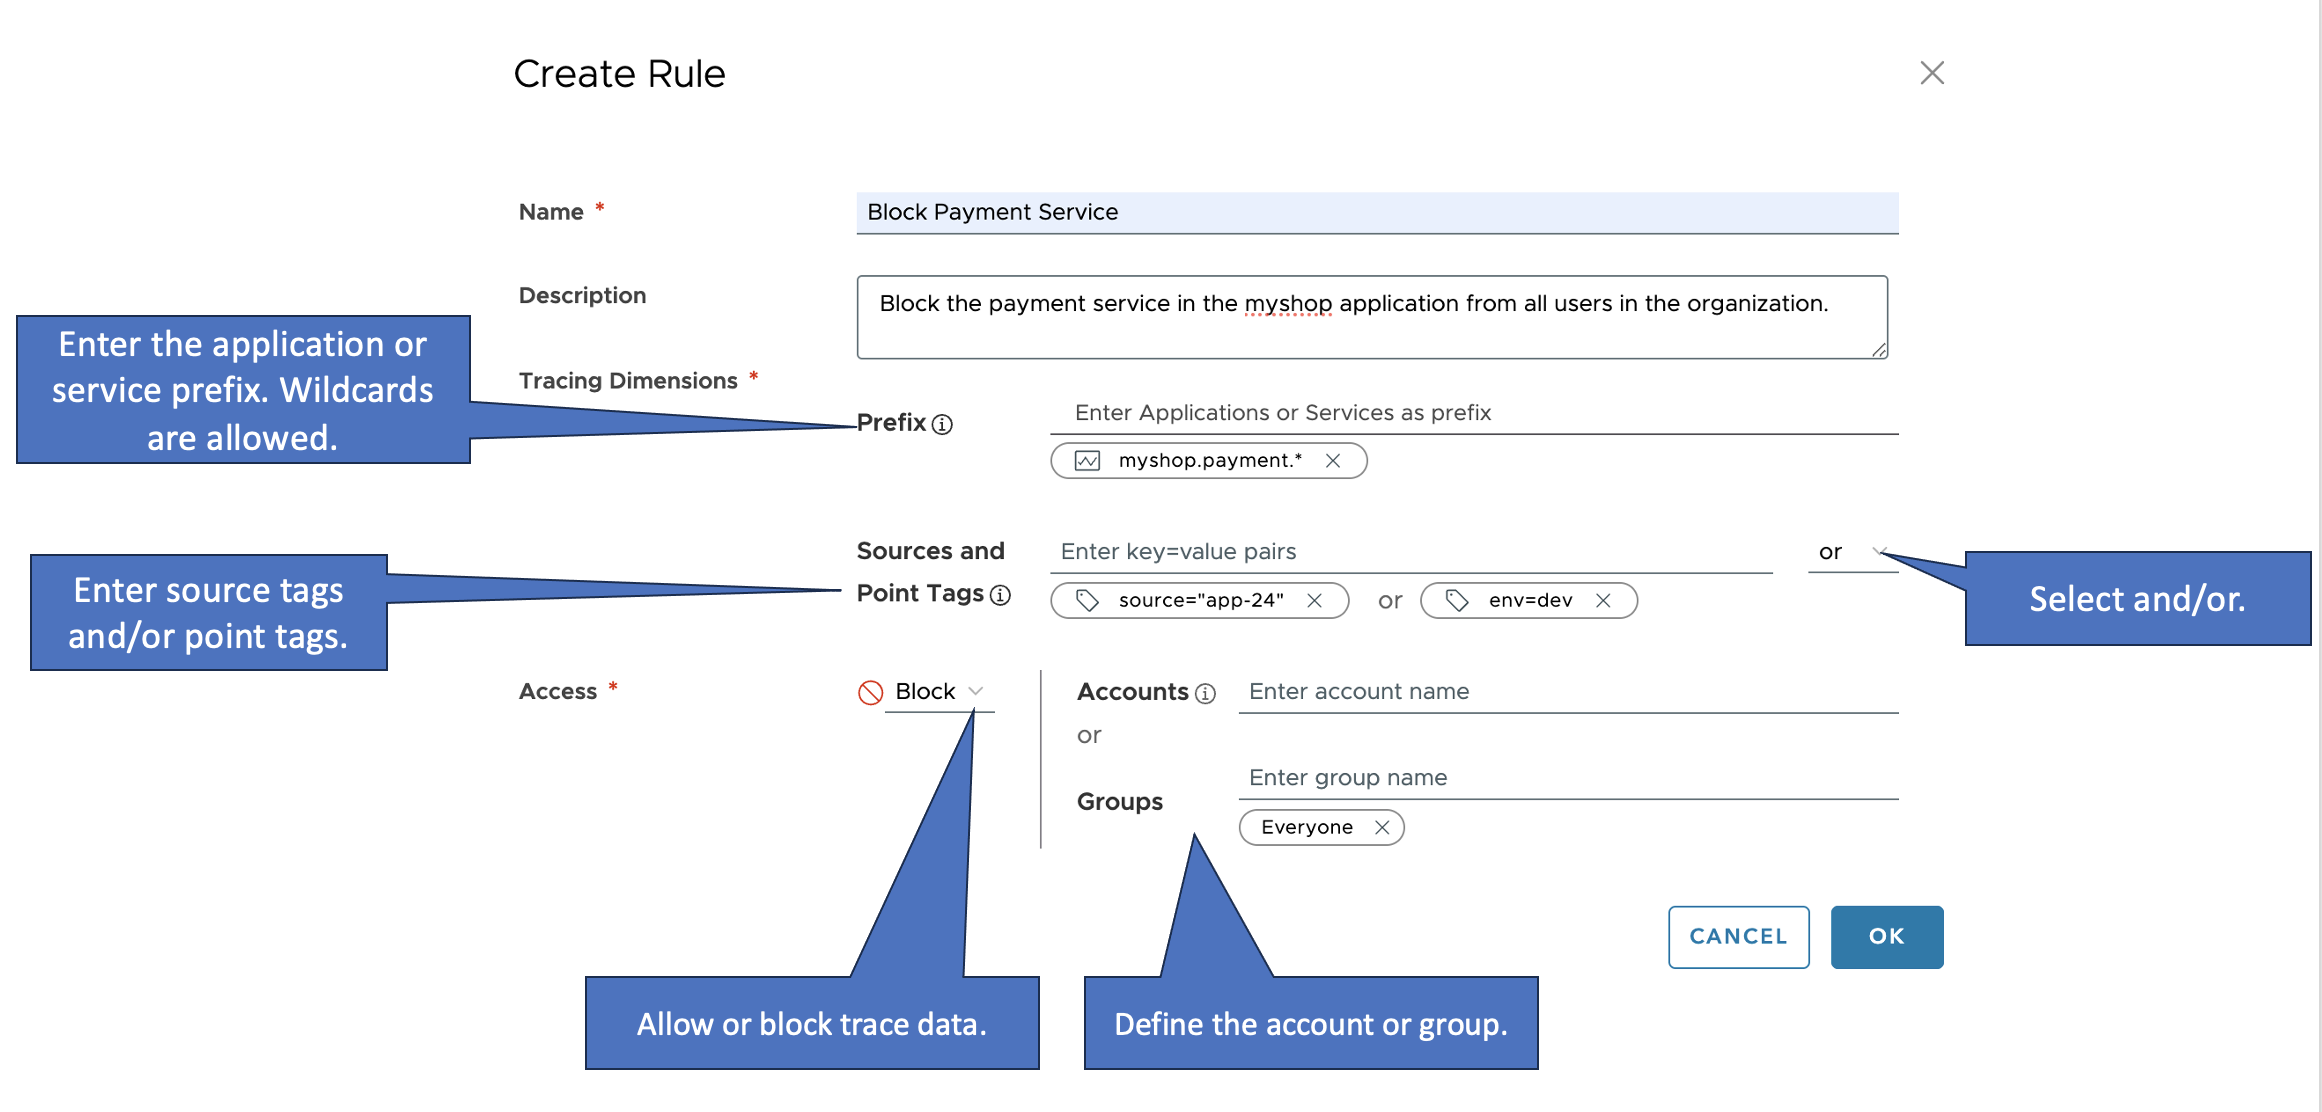 Create Rule
Name *
Block Payment Service
Description
Block the payment service in the myshop application from all users in the organization.
Enter the application or
service prefix. Wildcards
are allowed.
Tracing Dimensions *
Prefix
Enter Applications or Services as prefix
myshop.payment.*
Sources and
Point Tags
Enter key=value pairs
or
source="app-24"
or
env=dev
Enter source tags
and/or point tags.
Select and/or.
Access *
Block
Accounts
Enter account name
or
Groups
Enter group name
Everyone
CANCEL
OK
Allow or block trace data.
Define the account or group.